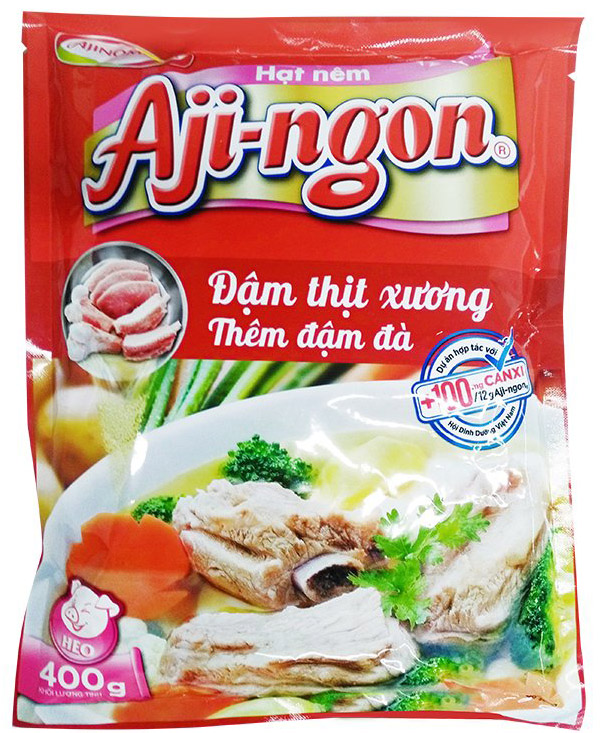 AJINOMOTO
Hạt nêm
Aji-ngon®
Đậm thịt xương
Thêm đậm đà
Dự án hợp tác với
+100mg CANXI
/12g Aji-ngon®
Hội Dinh Dưỡng Việt Nam
HEO
400g
KHỐI LƯỢNG TỊNH